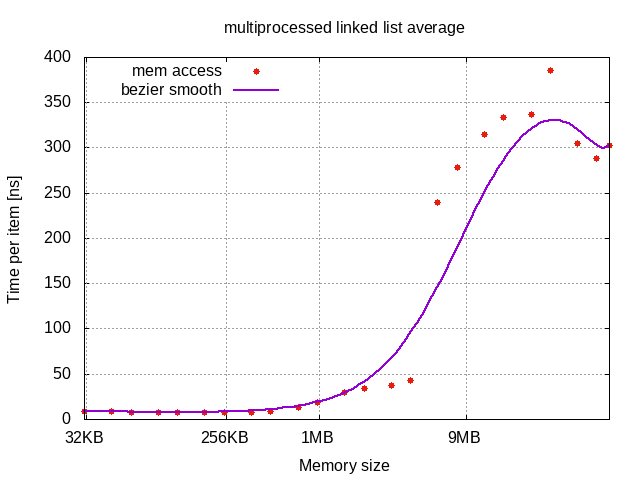 multiprocessed linked list average
400
350
300
250
200
150
100
50
0
mem access
bezier smooth
Time per item [ns]
32KB 256KB 1MB 9MB
Memory size